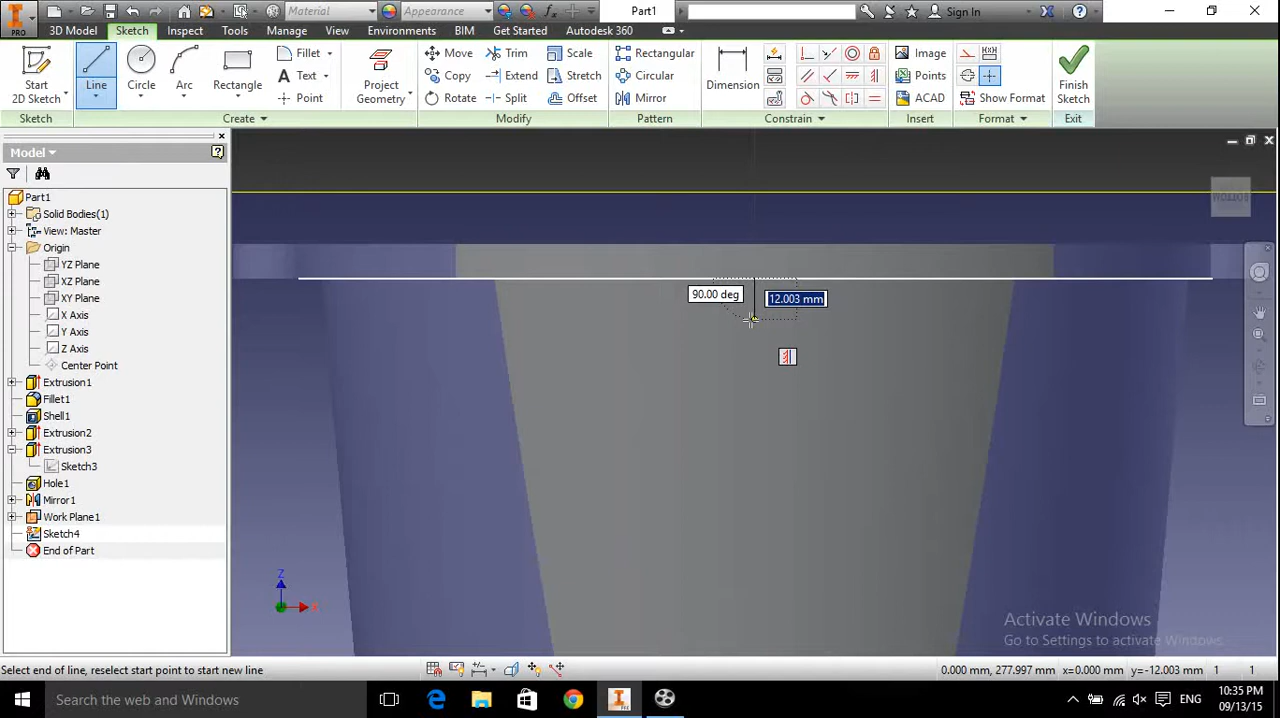 Material
Appearance
Part1
Sign In
PRO
3D Model
Sketch
Inspect
Tools
Manage
View
Environments
BIM
Get Started
Autodesk 360
Start
2D Sketch
Line
Circle
Arc
Rectangle
Fillet
Text
Point
Project
Geometry
Move
Copy
Rotate
Trim
Extend
Split
Scale
Stretch
Offset
Rectangular
Circular
Mirror
Dimension
Image
Points
ACAD
Show Format
Finish
Sketch
Sketch
Create
Modify
Pattern
Constrain
Insert
Format
Exit
Model
Part1
Solid Bodies(1)
View: Master
Origin
YZ Plane
XZ Plane
XY Plane
X Axis
Y Axis
Z Axis
Center Point
Extrusion1
Fillet1
Shell1
Extrusion2
Extrusion3
Sketch3
Hole1
Mirror1
Work Plane1
Sketch4
End of Part
BOTTOM
90.00 deg
12.003 mm
Z
X
Activate Windows
Go to Settings to activate Windows.
Select end of line, reselect start point to start new line
0.000 mm, 277.997 mm
x=0.000 mm
y=-12.003 mm
1
1
Search the web and Windows
PRO
ENG
10:35 PM
09/13/15